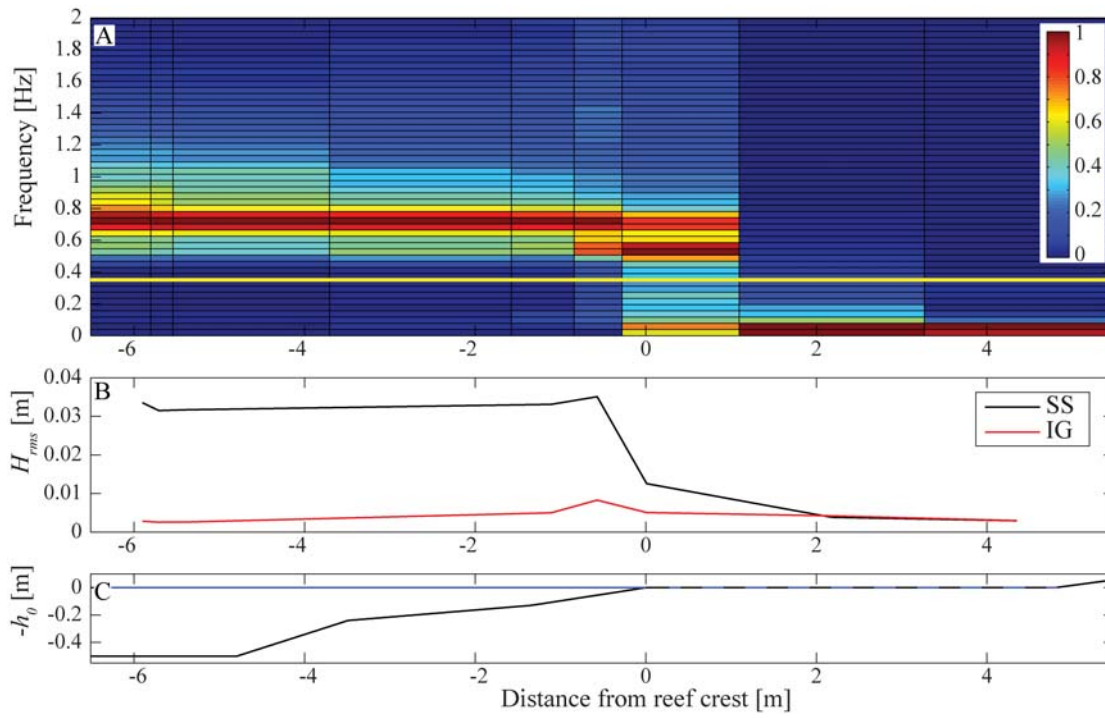 A
Frequency [Hz]
2
1.8
1.6
1.4
1.2
1
0.8
0.6
0.4
0.2
0
1
0.8
0.6
0.4
0.2
0
-6 -4 -2 0 2 4
B
H_rms [m]
0.04
0.03
0.02
0.01
0
SS
IG
-6 -4 -2 0 2 4
C
-h_0 [m]
0
-0.2
-0.4
-6 -4 -2 0 2 4
Distance from reef crest [m]